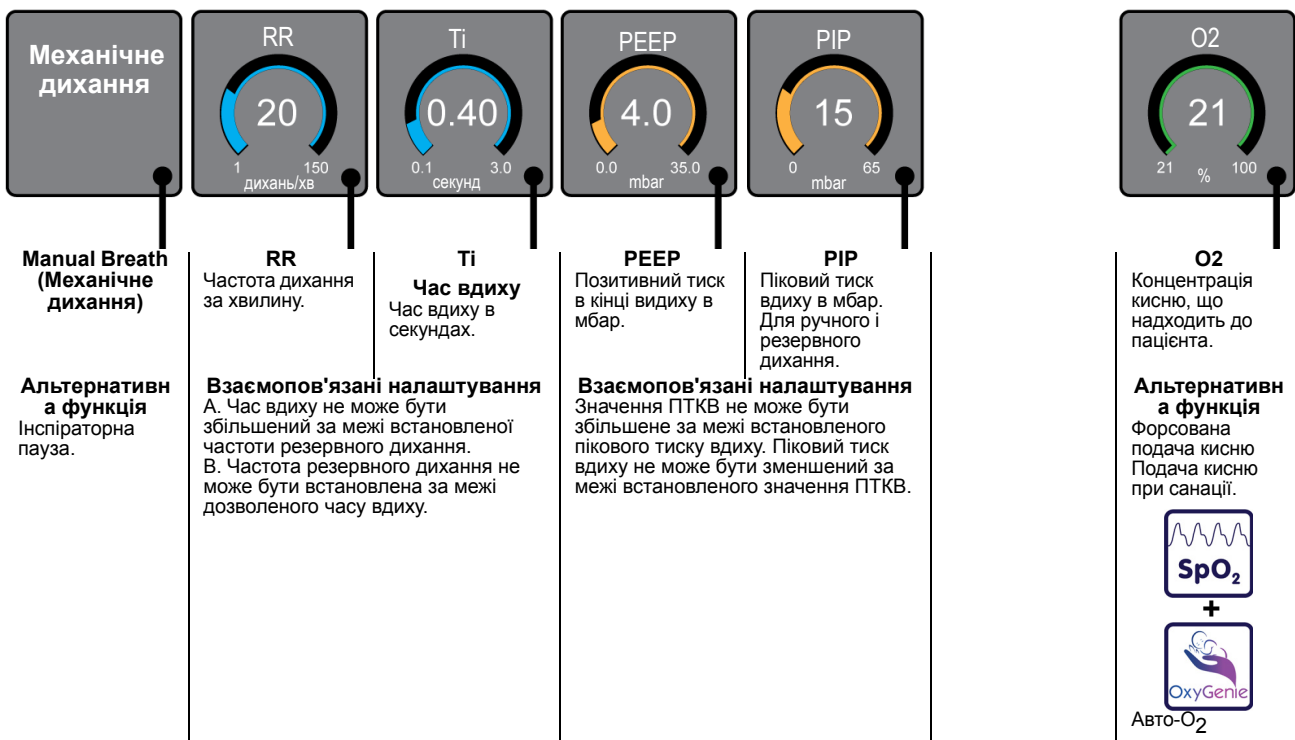 Механічне
дихання
RR
20
1 150
дихань/хв
Ti
0.40
0.1 3.0
секунд
PEEP
4.0
0.0 35.0
mbar
PIP
15
0 65
mbar
O2
21
21 100
%
Manual Breath
(Механічне
дихання)
RR
Частота дихання
за хвилину.
Ti
Час вдиху
Час вдиху в
секундах.
PEEP
Позитивний тиск
в кінці видиху в
мбар.
PIP
Піковий тиск
вдиху в мбар.
Для ручного і
резервного
дихання.
O2
Концентрація
кисню, що
надходить до
пацієнта.
Альтернативн
а функція
Інспіраторна
пауза.
Взаємопов'язані налаштування
A. Час вдиху не може бути
збільшений за межі встановленої
частоти резервного дихання.
B. Частота резервного дихання не
може бути встановлена за межі
дозволеного часу вдиху.
Взаємопов'язані налаштування
Значення ПТКВ не може бути
збільшене за межі встановленого
пікового тиску вдиху. Піковий тиск
вдиху не може бути зменшений за
межі встановленого значення ПТКВ.
Альтернативн
а функція
Форсована
подача кисню
Подача кисню
при санації.
SpO2
+
OxyGenie
Авто-O2